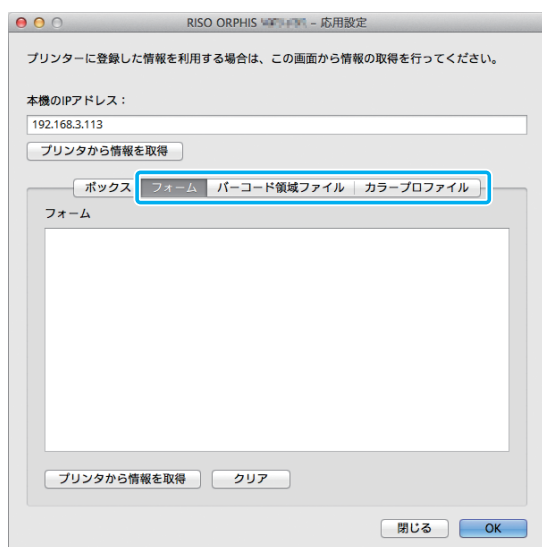 RISO ORPHIS – 応用設定
プリンターに登録した情報を利用する場合は、この画面から情報の取得を行ってください。
本機のIPアドレス：
192.168.3.113
プリンタから情報を取得
ボックス フォーム バーコード領域ファイル カラープロファイル
フォーム
プリンタから情報を取得 クリア
閉じる OK